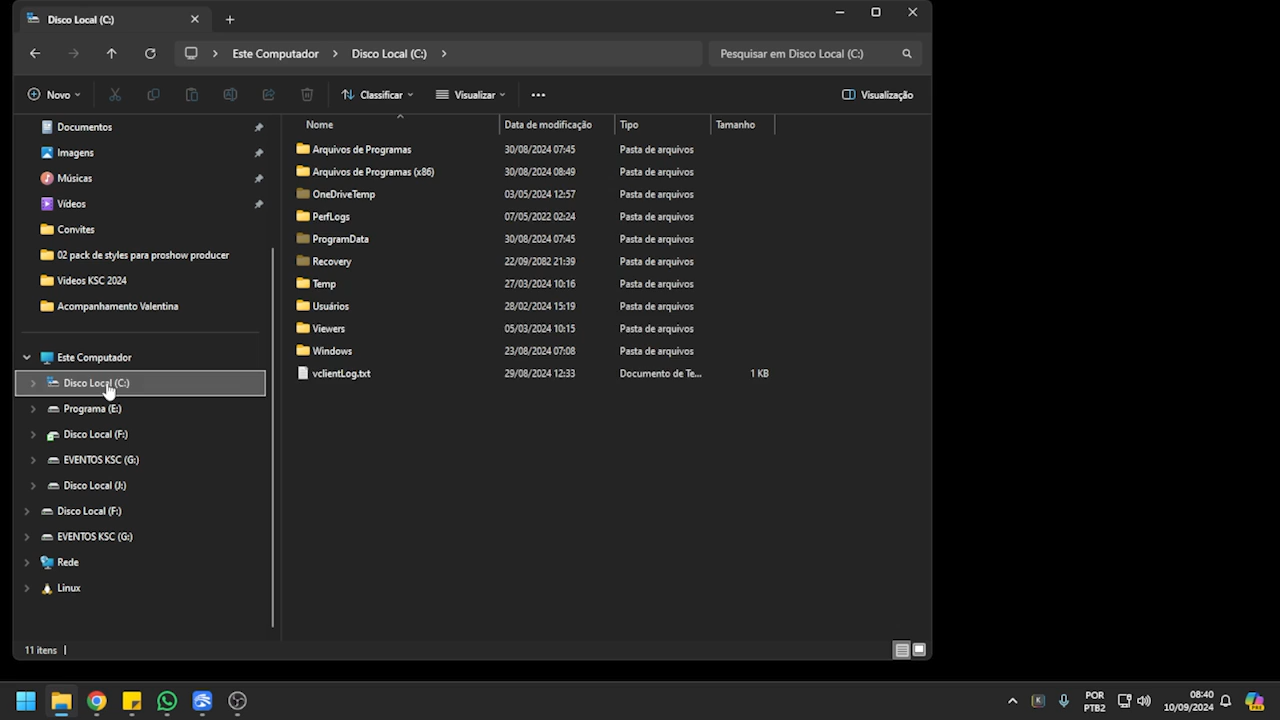 Disco Local (C:)
Este Computador > Disco Local (C:) >
Pesquisar em Disco Local (C:)
Novo
Classificar
Visualizar
Visualização
Documentos
Imagens
Músicas
Vídeos
Convites
02 pack de styles para proshow producer
Videos KSC 2024
Acompanhamento Valentina
Este Computador
Disco Local (C:)
Programa (E:)
Disco Local (F:)
EVENTOS KSC (G:)
Disco Local (J:)
Disco Local (F:)
EVENTOS KSC (G:)
Rede
Linux
Nome Data de modificação Tipo Tamanho
Arquivos de Programas 30/08/2024 07:45 Pasta de arquivos
Arquivos de Programas (x86) 30/08/2024 08:49 Pasta de arquivos
OneDriveTemp 03/05/2024 12:57 Pasta de arquivos
PerfLogs 07/05/2022 02:24 Pasta de arquivos
ProgramData 30/08/2024 07:45 Pasta de arquivos
Recovery 22/09/2082 21:39 Pasta de arquivos
Temp 27/03/2024 10:16 Pasta de arquivos
Usuários 28/02/2024 15:19 Pasta de arquivos
Viewers 05/03/2024 10:15 Pasta de arquivos
Windows 23/08/2024 07:08 Pasta de arquivos
vclientLog.txt 29/08/2024 12:33 Documento de Te... 1 KB
11 itens
POR
PTB2
08:40
10/09/2024